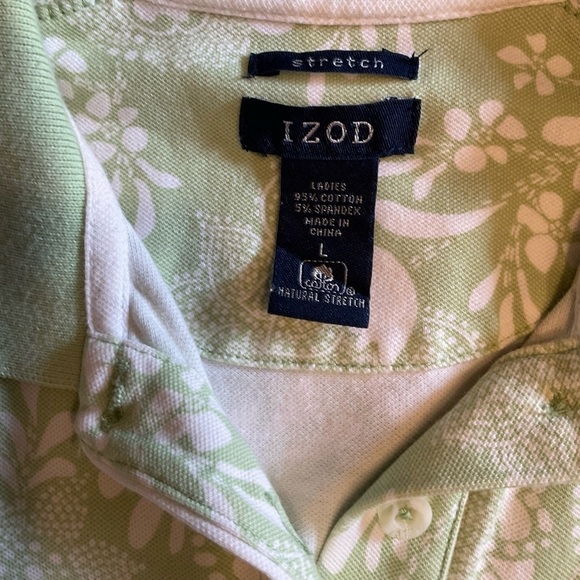 stretch
IZOD
LADIES
95% COTTON
5% SPANDEX
MADE IN
CHINA
L
cotton
NATURAL STRETCH